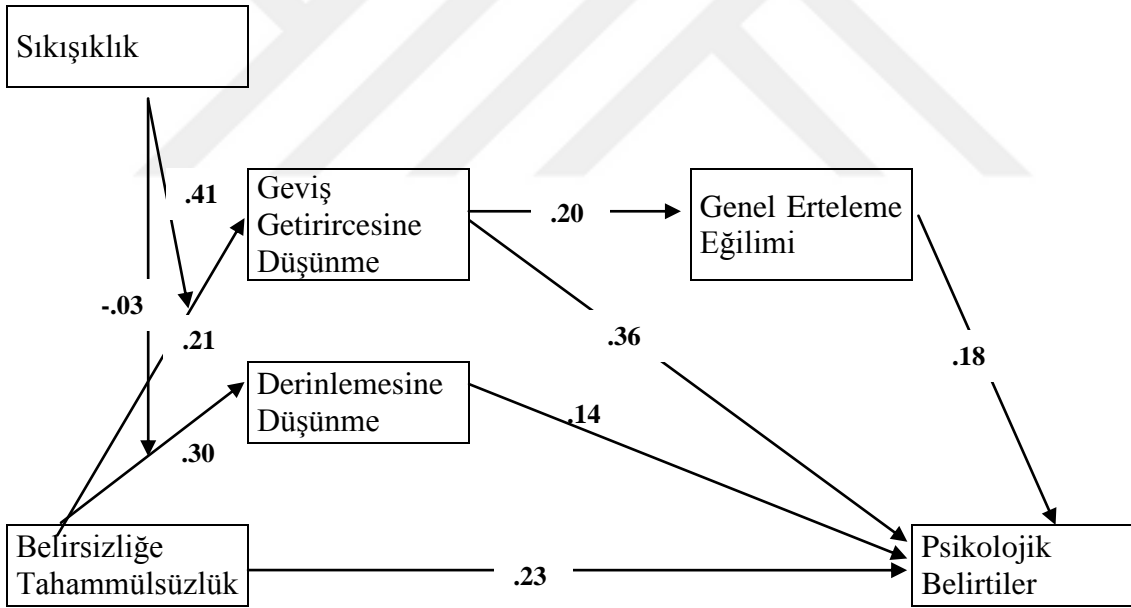 Sıkışıklık
.41
Geviş
Getirircesine
Düşünme
.20
Genel Erteleme
Eğilimi
-.03
.21
.36
.18
Derinlemesine
Düşünme
.14
.30
Belirsizliğe
Tahammülsüzlük
.23
Psikolojik
Belirtiler